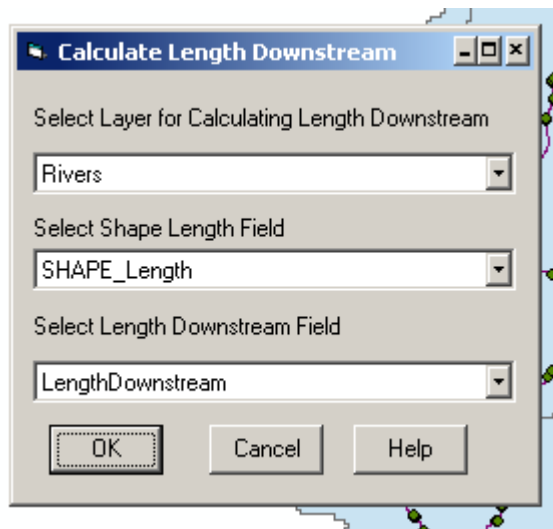 Calculate Length Downstream
Select Layer for Calculating Length Downstream
Rivers
Select Shape Length Field
SHAPE_Length
Select Length Downstream Field
LengthDownstream
OK Cancel Help